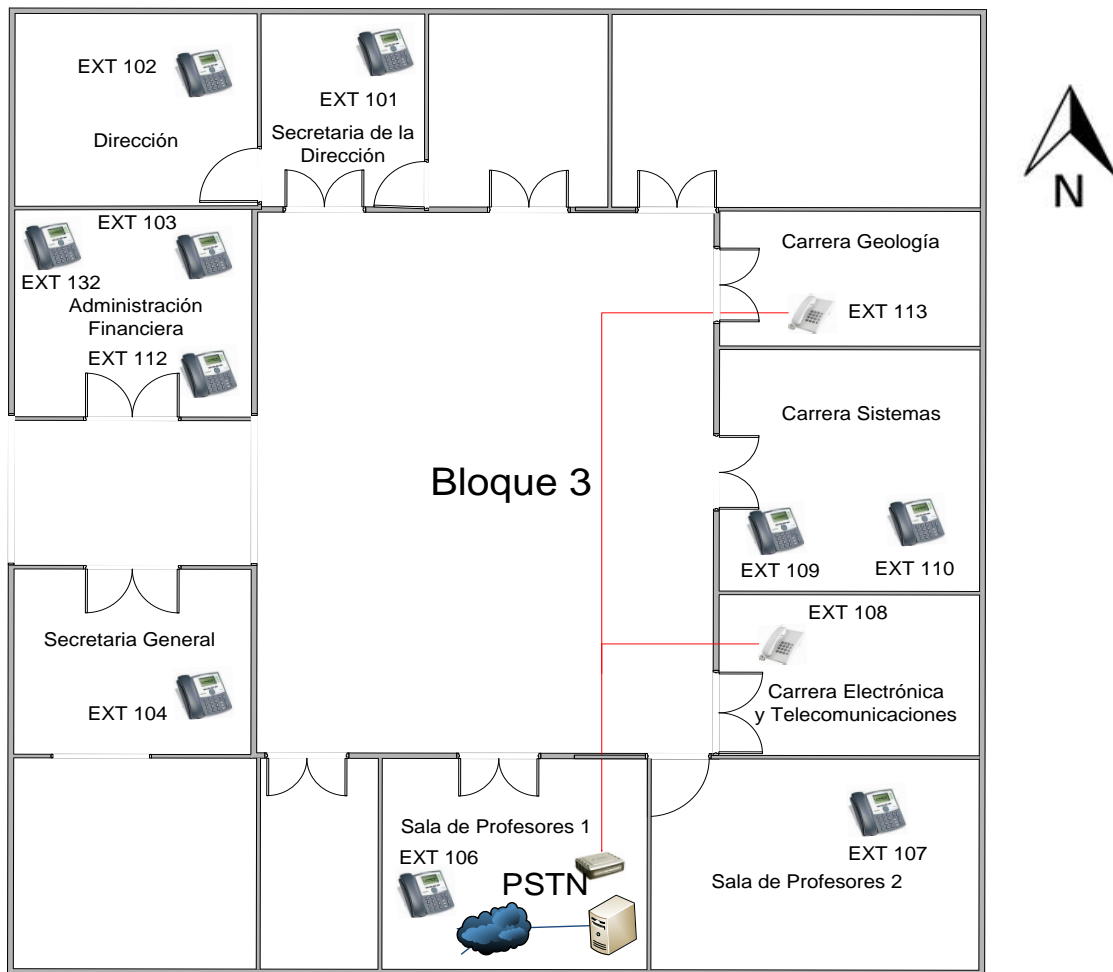 EXT 102
Dirección
EXT 101
Secretaria de la
Dirección
N
EXT 103
EXT 132
Administración
Financiera
EXT 112
Carrera Geología
EXT 113
Carrera Sistemas
Bloque 3
EXT 109
EXT 110
EXT 108
Carrera Electrónica
y Telecomunicaciones
Secretaria General
EXT 104
Sala de Profesores 1
EXT 106
PSTN
EXT 107
Sala de Profesores 2